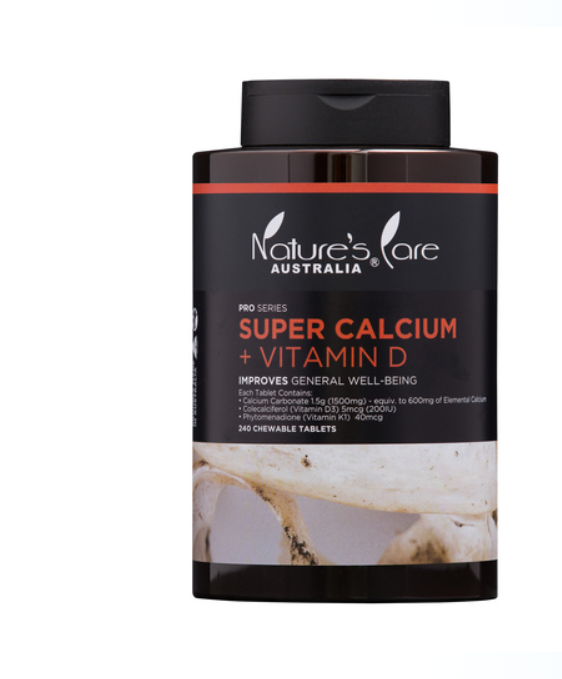 Nature's Care®
AUSTRALIA
PRO SERIES
SUPER CALCIUM
+ VITAMIN D
IMPROVES GENERAL WELL-BEING
Each Tablet Contains:
• Calcium Carbonate 1.5g (1500mg) - equiv. to 600mg of Elemental Calcium
• Colecalciferol (Vitamin D3) 5mcg (200IU)
• Phytomenadione (Vitamin K1) 40mcg
240 CHEWABLE TABLETS